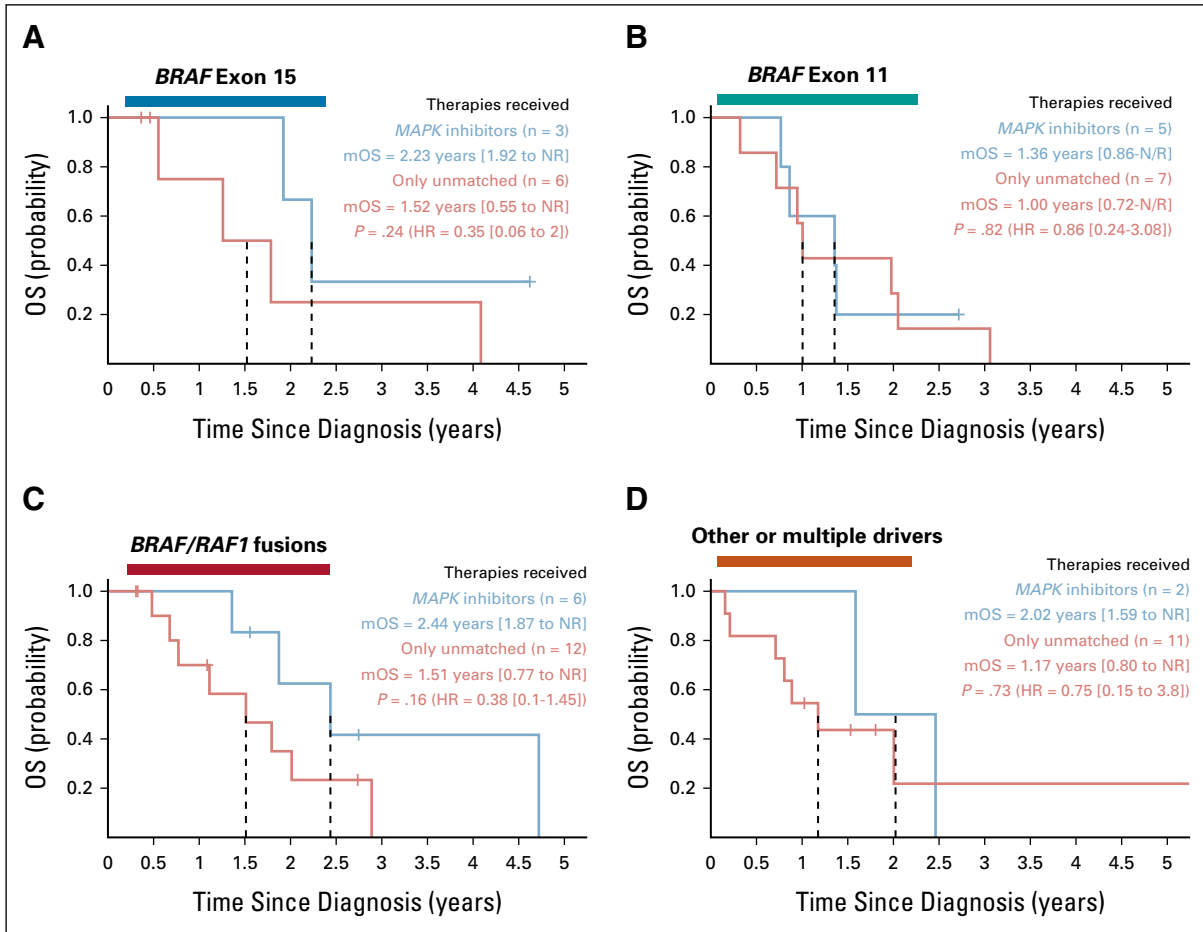 A
BRAF Exon 15
Therapies received
MAPK inhibitors (n = 3)
mOS = 2.23 years [1.92 to NR]
Only unmatched (n = 6)
mOS = 1.52 years [0.55 to NR]
P = .24 (HR = 0.35 [0.06 to 2])
OS (probability)
1.0
0.8
0.6
0.4
0.2
0 0.5 1 1.5 2 2.5 3 3.5 4 4.5 5
Time Since Diagnosis (years)
B
BRAF Exon 11
Therapies received
MAPK inhibitors (n = 5)
mOS = 1.36 years [0.86-N/R]
Only unmatched (n = 7)
mOS = 1.00 years [0.72-N/R]
P = .82 (HR = 0.86 [0.24-3.08])
OS (probability)
1.0
0.8
0.6
0.4
0.2
0 0.5 1 1.5 2 2.5 3 3.5 4 4.5 5
Time Since Diagnosis (years)
C
BRAF/RAF1 fusions
Therapies received
MAPK inhibitors (n = 6)
mOS = 2.44 years [1.87 to NR]
Only unmatched (n = 12)
mOS = 1.51 years [0.77 to NR]
P = .16 (HR = 0.38 [0.1-1.45])
OS (probability)
1.0
0.8
0.6
0.4
0.2
0 0.5 1 1.5 2 2.5 3 3.5 4 4.5 5
Time Since Diagnosis (years)
D
Other or multiple drivers
Therapies received
MAPK inhibitors (n = 2)
mOS = 2.02 years [1.59 to NR]
Only unmatched (n = 11)
mOS = 1.17 years [0.80 to NR]
P = .73 (HR = 0.75 [0.15 to 3.8])
OS (probability)
1.0
0.8
0.6
0.4
0.2
0 0.5 1 1.5 2 2.5 3 3.5 4 4.5 5
Time Since Diagnosis (years)